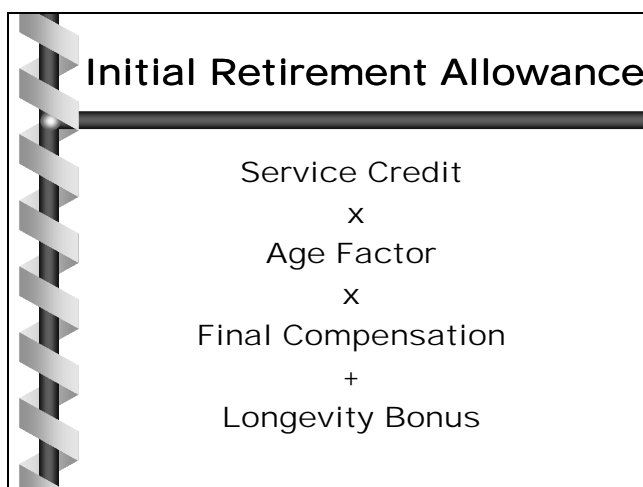 Initial Retirement Allowance
Service Credit
x
Age Factor
x
Final Compensation
+
Longevity Bonus